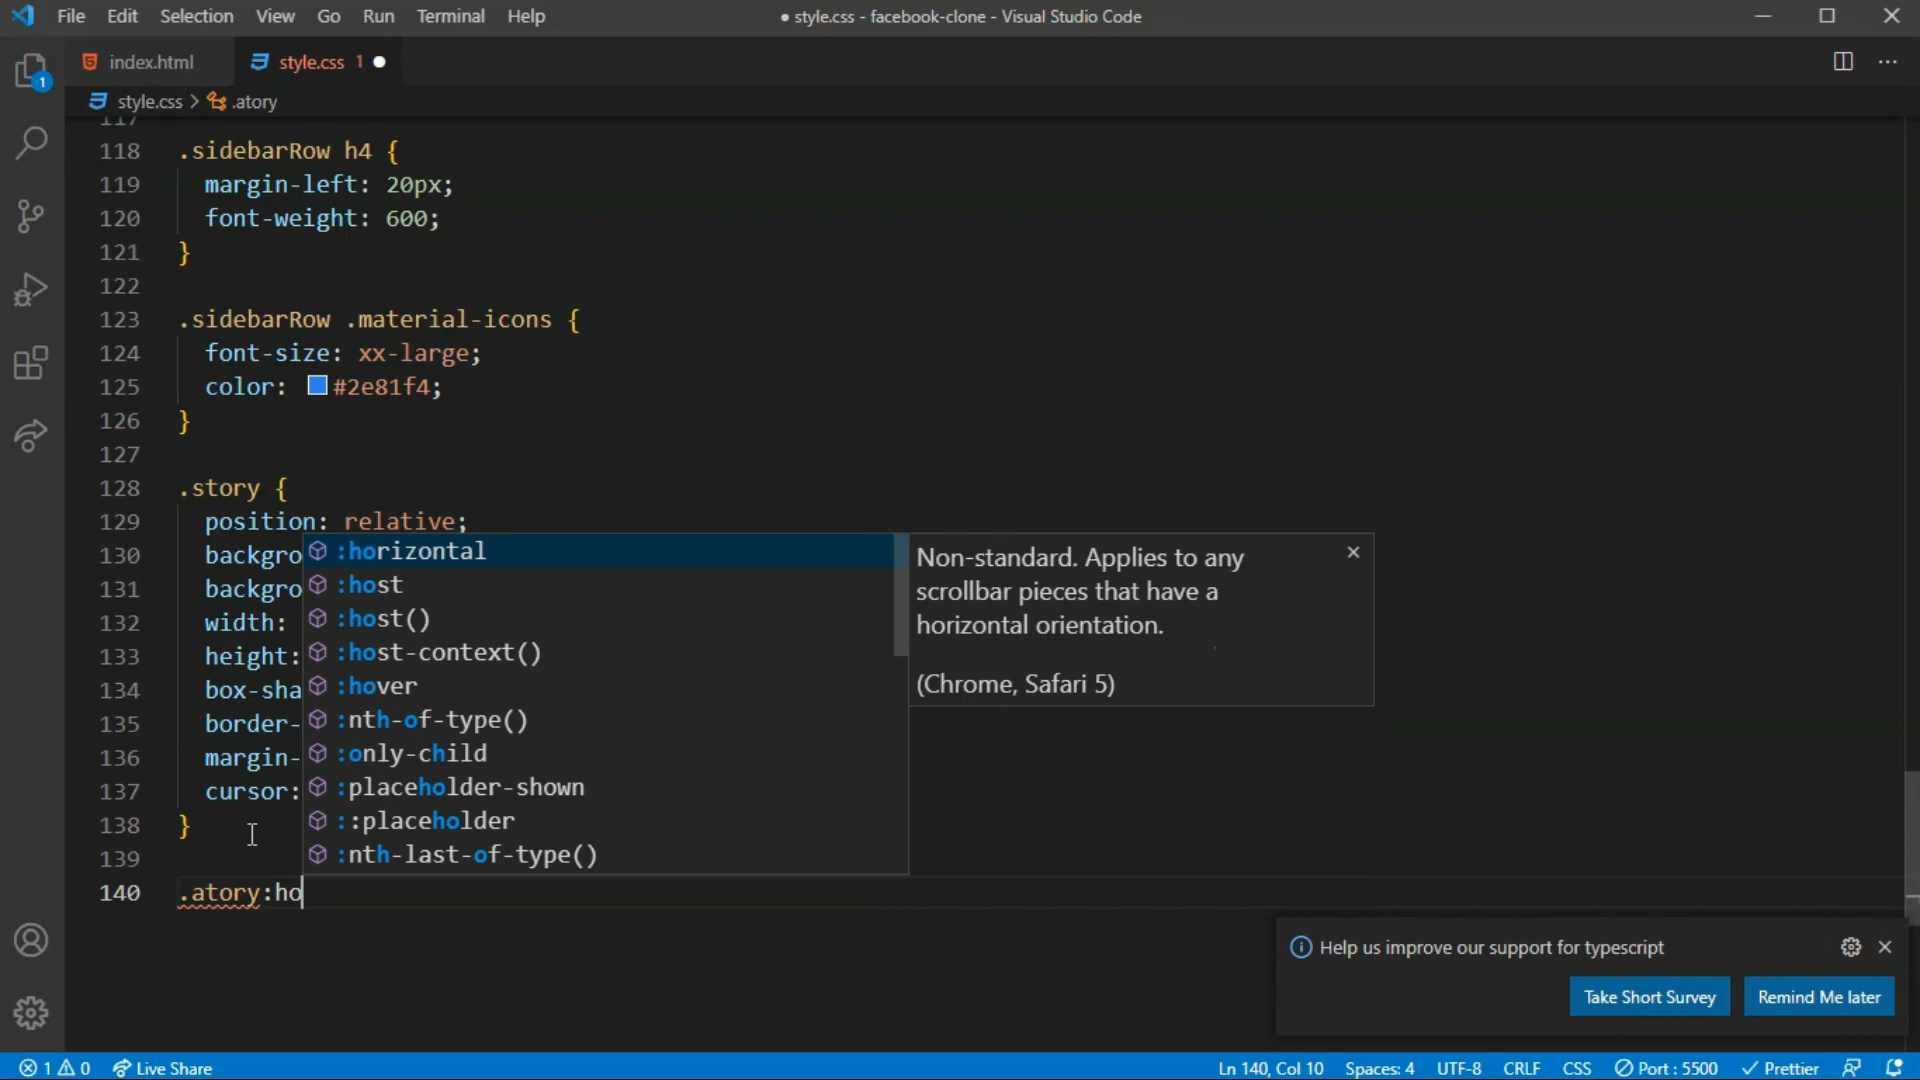 File Edit Selection View Go Run Terminal Help
● style.css - facebook-clone - Visual Studio Code
index.html
style.css 1
style.css > .atory
117
118 .sidebarRow h4 {
119 margin-left: 20px;
120 font-weight: 600;
121 }
122
123 .sidebarRow .material-icons {
124 font-size: xx-large;
125 color: #2e81f4;
126 }
127
128 .story {
129 position: relative;
130 backgro
131 backgro
132 width:
133 height:
134 box-sha
135 border-
136 margin-
137 cursor:
138 }
139
140 .atory:ho
:horizontal
:host
:host()
:host-context()
:hover
:nth-of-type()
:only-child
:placeholder-shown
::placeholder
:nth-last-of-type()
Non-standard. Applies to any
scrollbar pieces that have a
horizontal orientation.
(Chrome, Safari 5)
1
Help us improve our support for typescript
Take Short Survey Remind Me later
1 0 Live Share
Ln 140, Col 10 Spaces: 4 UTF-8 CRLF CSS Port : 5500 Prettier